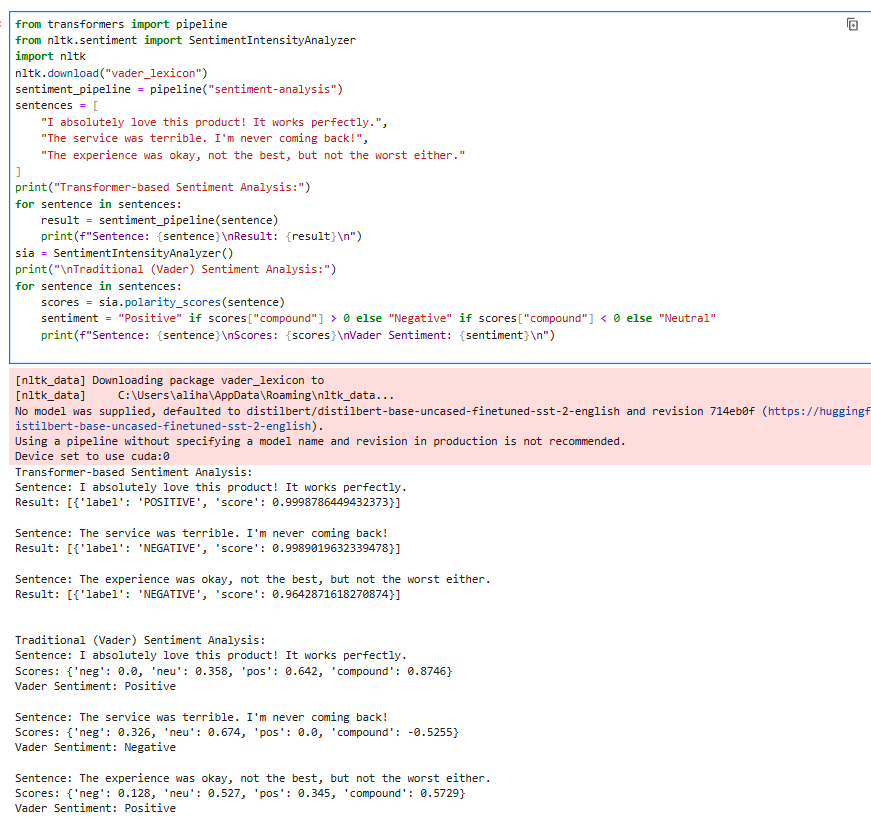 from transformers import pipeline
from nltk.sentiment import SentimentIntensityAnalyzer
import nltk
nltk.download("vader_lexicon")
sentiment_pipeline = pipeline("sentiment-analysis")
sentences = [
    "I absolutely love this product! It works perfectly.",
    "The service was terrible. I'm never coming back!",
    "The experience was okay, not the best, but not the worst either."
]
print("Transformer-based Sentiment Analysis:")
for sentence in sentences:
    result = sentiment_pipeline(sentence)
    print(f"Sentence: {sentence}\nResult: {result}\n")
sia = SentimentIntensityAnalyzer()
print("\nTraditional (Vader) Sentiment Analysis:")
for sentence in sentences:
    scores = sia.polarity_scores(sentence)
    sentiment = "Positive" if scores["compound"] > 0 else "Negative" if scores["compound"] < 0 else "Neutral"
    print(f"Sentence: {sentence}\nScores: {scores}\nVader Sentiment: {sentiment}\n")
[nltk_data] Downloading package vader_lexicon to
[nltk_data]     C:\Users\aliha\AppData\Roaming\nltk_data...
No model was supplied, defaulted to distilbert/distilbert-base-uncased-finetuned-sst-2-english and revision 714eb0f (https://huggingf
istilbert-base-uncased-finetuned-sst-2-english).
Using a pipeline without specifying a model name and revision in production is not recommended.
Device set to use cuda:0
Transformer-based Sentiment Analysis:
Sentence: I absolutely love this product! It works perfectly.
Result: [{'label': 'POSITIVE', 'score': 0.9998786449432373}]

Sentence: The service was terrible. I'm never coming back!
Result: [{'label': 'NEGATIVE', 'score': 0.9989019632339478}]

Sentence: The experience was okay, not the best, but not the worst either.
Result: [{'label': 'NEGATIVE', 'score': 0.9642871618270874}]


Traditional (Vader) Sentiment Analysis:
Sentence: I absolutely love this product! It works perfectly.
Scores: {'neg': 0.0, 'neu': 0.358, 'pos': 0.642, 'compound': 0.8746}
Vader Sentiment: Positive

Sentence: The service was terrible. I'm never coming back!
Scores: {'neg': 0.326, 'neu': 0.674, 'pos': 0.0, 'compound': -0.5255}
Vader Sentiment: Negative

Sentence: The experience was okay, not the best, but not the worst either.
Scores: {'neg': 0.128, 'neu': 0.527, 'pos': 0.345, 'compound': 0.5729}
Vader Sentiment: Positive